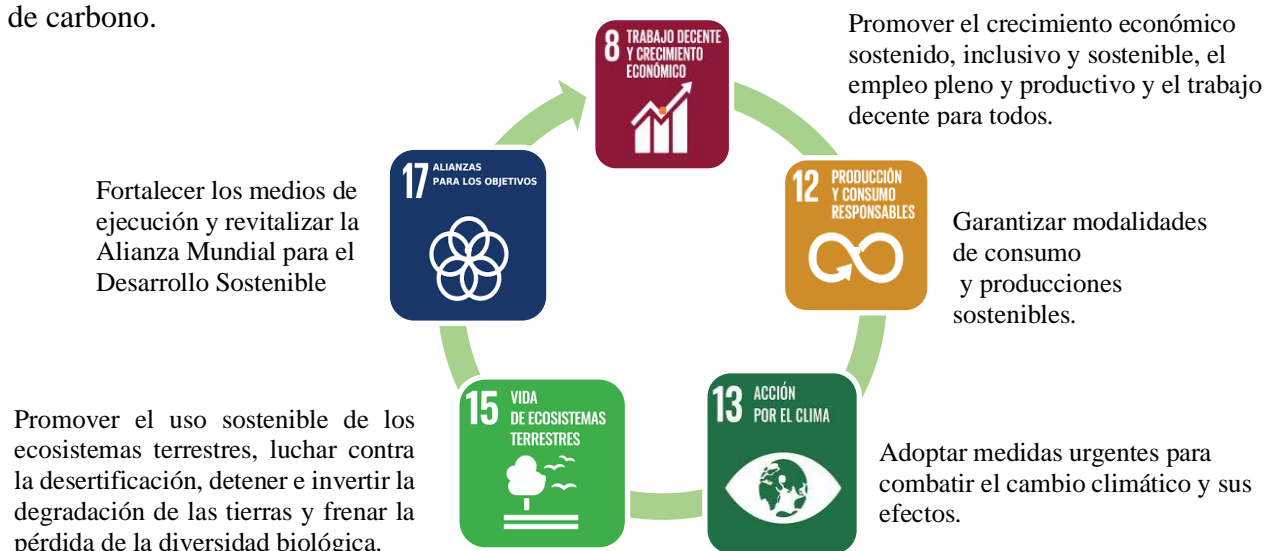 de carbono.
8 TRABAJO DECENTE
Y CRECIMIENTO
ECONÓMICO
Promover el crecimiento económico
sostenido, inclusivo y sostenible, el
empleo pleno y productivo y el trabajo
decente para todos.
12 PRODUCCIÓN
Y CONSUMO
RESPONSABLES
Garantizar modalidades
de consumo
y producciones
sostenibles.
13 ACCIÓN
POR EL CLIMA
Adoptar medidas urgentes para
combatir el cambio climático y sus
efectos.
15 VIDA
DE ECOSISTEMAS
TERRESTRES
Promover el uso sostenible de los
ecosistemas terrestres, luchar contra
la desertificación, detener e invertir la
degradación de las tierras y frenar la
pérdida de la diversidad biológica.
17 ALIANZAS
PARA LOS OBJETIVOS
Fortalecer los medios de
ejecución y revitalizar la
Alianza Mundial para el
Desarrollo Sostenible